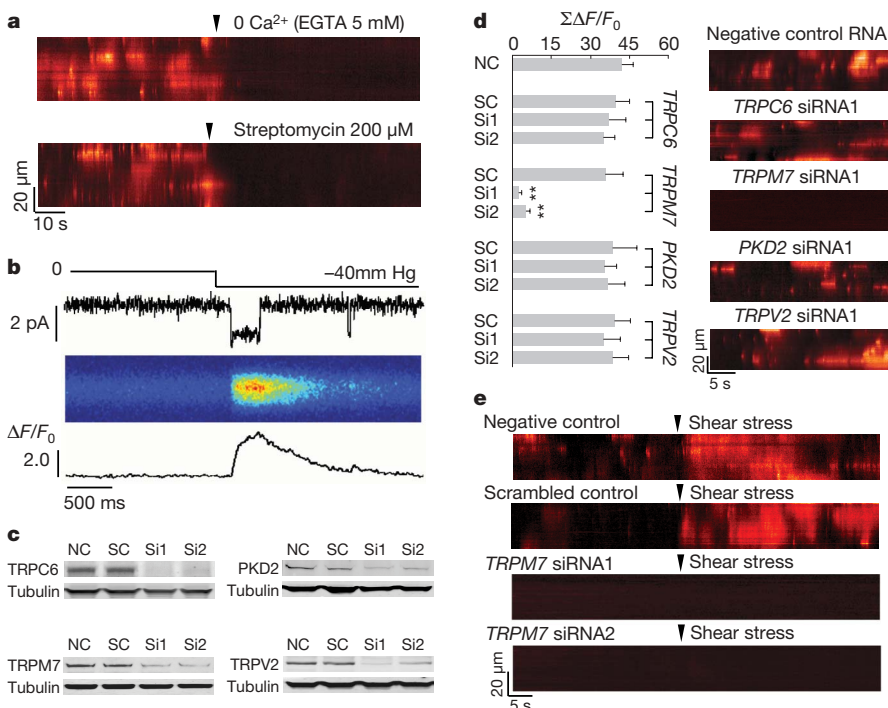 a
0 Ca²⁺ (EGTA 5 mM)
Streptomycin 200 μM
20 μm
10 s
b
0
–40mm Hg
2 pA
ΔF/F₀
2.0
500 ms
c
NC SC Si1 Si2
TRPC6
Tubulin
NC SC Si1 Si2
PKD2
Tubulin
NC SC Si1 Si2
TRPM7
Tubulin
NC SC Si1 Si2
TRPV2
Tubulin
d
ΣΔF/F₀
0 15 30 45 60
NC
SC
Si1
Si2
TRPC6
SC
Si1 **
Si2 **
TRPM7
SC
Si1
Si2
PKD2
SC
Si1
Si2
TRPV2
Negative control RNA
TRPC6 siRNA1
TRPM7 siRNA1
PKD2 siRNA1
TRPV2 siRNA1
20 μm
5 s
e
Negative control Shear stress
Scrambled control Shear stress
TRPM7 siRNA1 Shear stress
TRPM7 siRNA2 Shear stress
20 μm
5 s